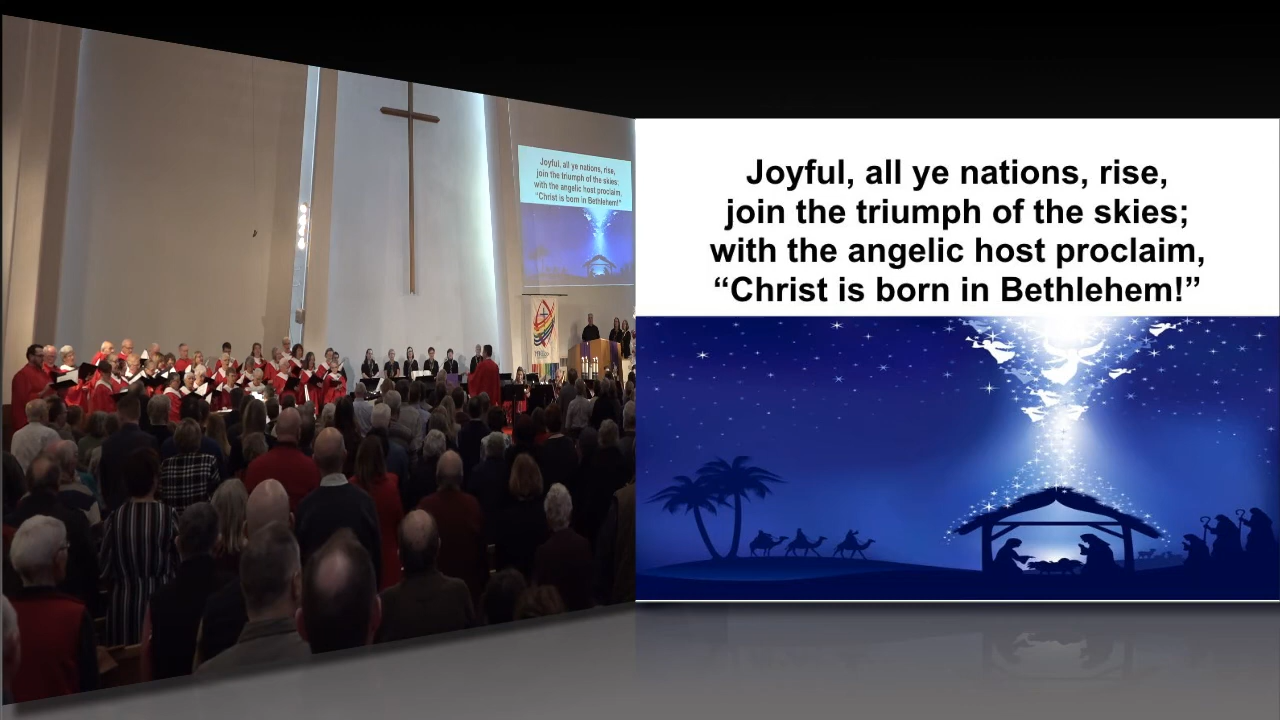 Joyful, all ye nations, rise,
join the triumph of the skies;
with the angelic host proclaim,
“Christ is born in Bethlehem!”
Joyful, all ye nations, rise,
join the triumph of the skies;
with the angelic host proclaim,
“Christ is born in Bethlehem!”